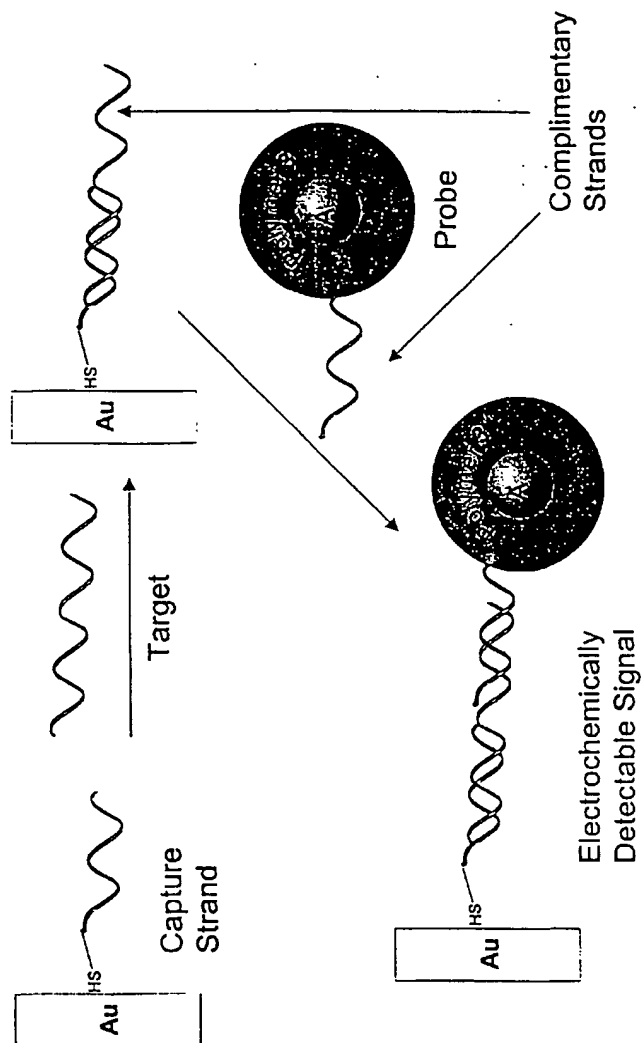 Au
HS
Capture
Strand
Target
Au
HS
Probe
Complimentary
Strands
Au
HS
Electrochemically
Detectable Signal